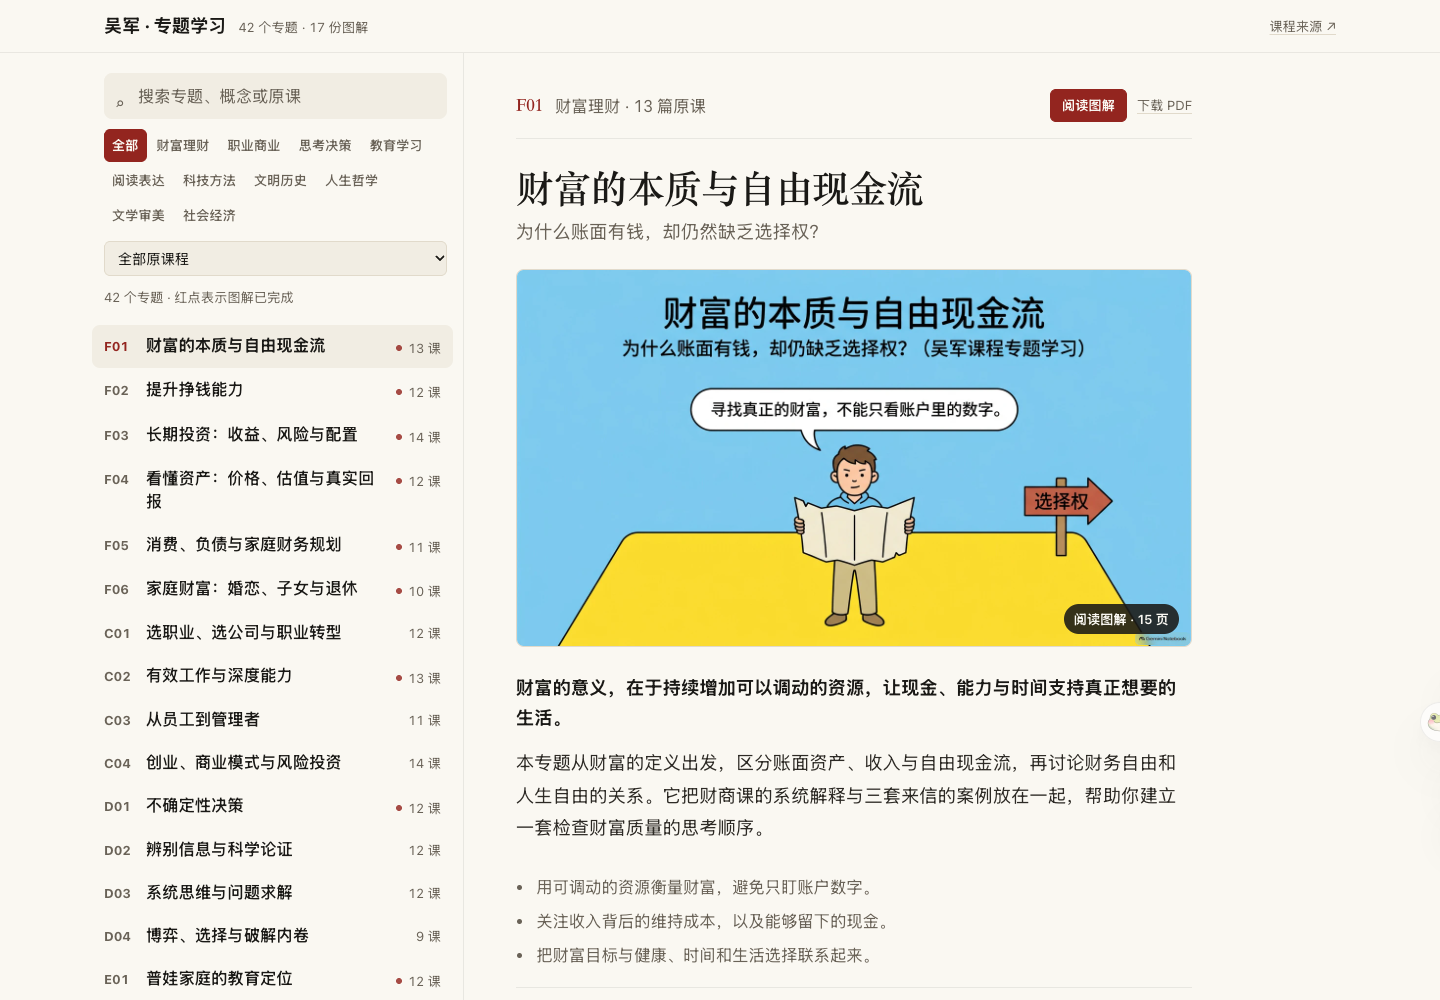 吴军 · 专题学习 42 个专题 · 17 份图解
课程来源 ↗
搜索专题、概念或原课
全部 财富理财 职业商业 思考决策 教育学习
阅读表达 科技方法 文明历史 人生哲学
文学审美 社会经济
全部原课程
42 个专题 · 红点表示图解已完成
F01 财富的本质与自由现金流 • 13 课
F02 提升挣钱能力 • 12 课
F03 长期投资：收益、风险与配置 • 14 课
F04 看懂资产：价格、估值与真实回
报 • 12 课
F05 消费、负债与家庭财务规划 • 11 课
F06 家庭财富：婚恋、子女与退休 • 10 课
C01 选职业、选公司与职业转型 12 课
C02 有效工作与深度能力 • 13 课
C03 从员工到管理者 11 课
C04 创业、商业模式与风险投资 14 课
D01 不确定性决策 • 12 课
D02 辨别信息与科学论证 12 课
D03 系统思维与问题求解 12 课
D04 博弈、选择与破解内卷 9 课
E01 普娃家庭的教育定位 • 12 课
F01 财富理财 · 13 篇原课
阅读图解 下载 PDF
财富的本质与自由现金流
为什么账面有钱，却仍然缺乏选择权？
财富的本质与自由现金流
为什么账面有钱，却仍缺乏选择权？（吴军课程专题学习）
寻找真正的财富，不能只看账户里的数字。
选择权
阅读图解 · 15 页
财富的意义，在于持续增加可以调动的资源，让现金、能力与时间支持真正想要的
生活。
本专题从财富的定义出发，区分账面资产、收入与自由现金流，再讨论财务自由和
人生自由的关系。它把财商课的系统解释与三套来信的案例放在一起，帮助你建立
一套检查财富质量的思考顺序。
• 用可调动的资源衡量财富，避免只盯账户数字。
• 关注收入背后的维持成本，以及能够留下的现金。
• 把财富目标与健康、时间和生活选择联系起来。